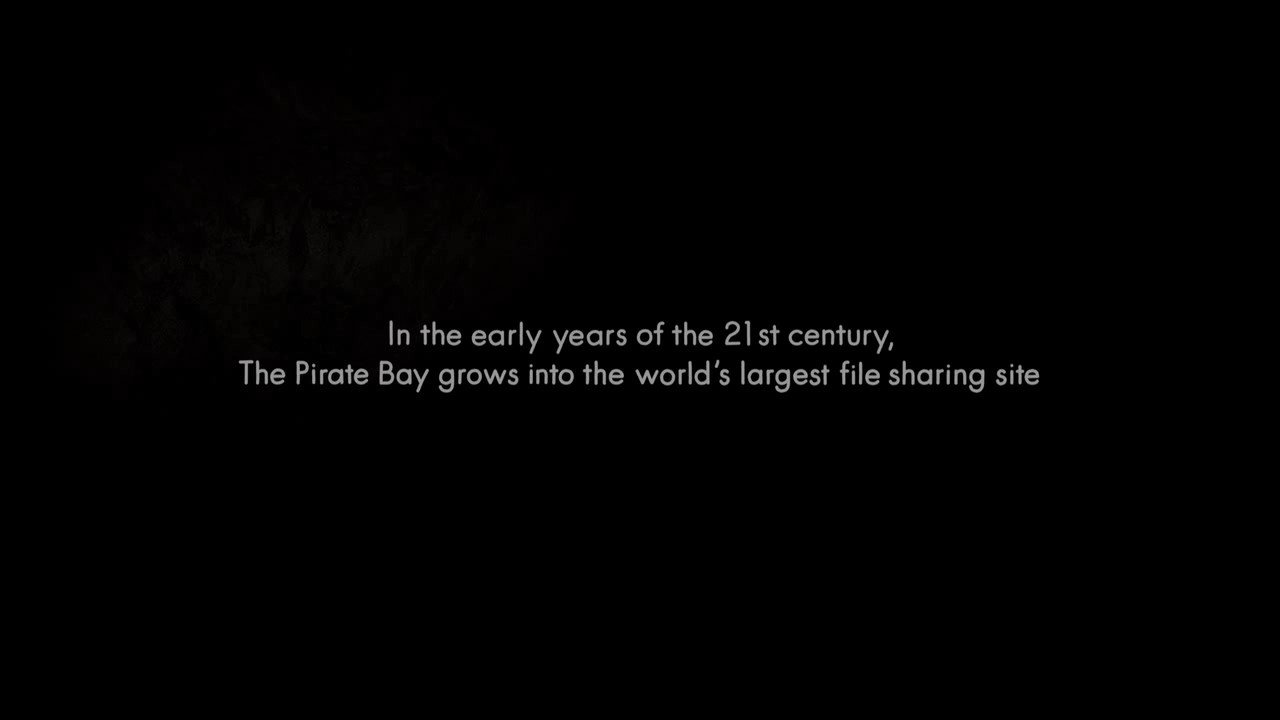 In the early years of the 21st century,
The Pirate Bay grows into the world's largest file sharing site